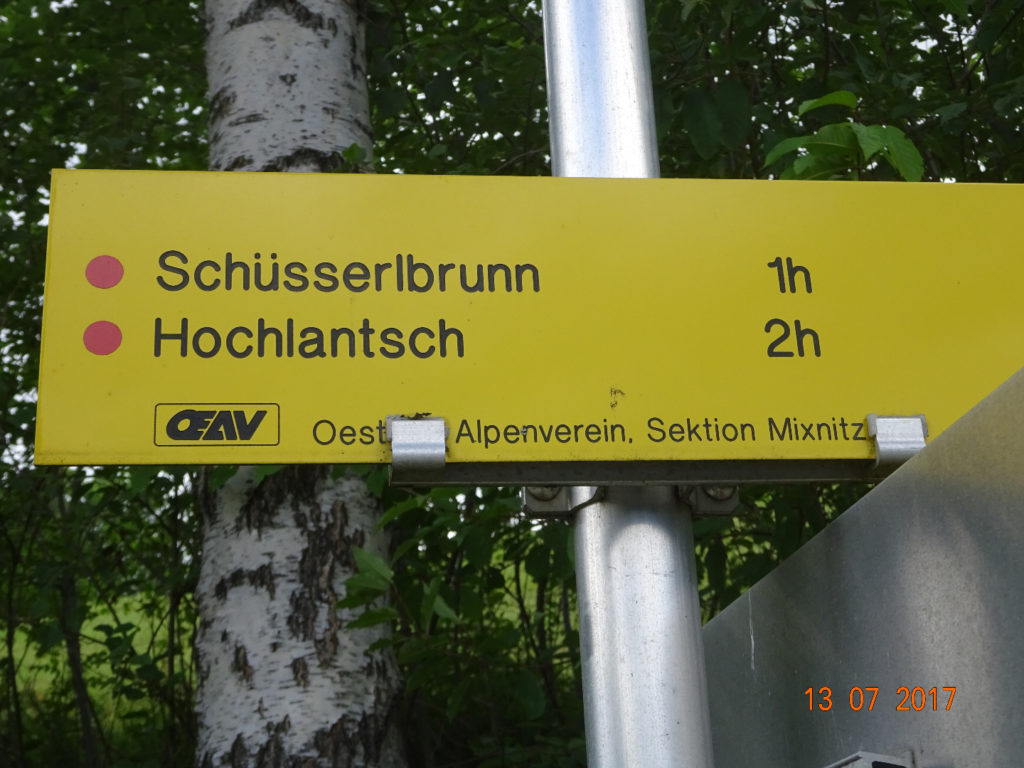 Schüsserlbrunn 1h
Hochlantsch 2h
OEAV Oest Alpenverein, Sektion Mixnitz
13 07 2017